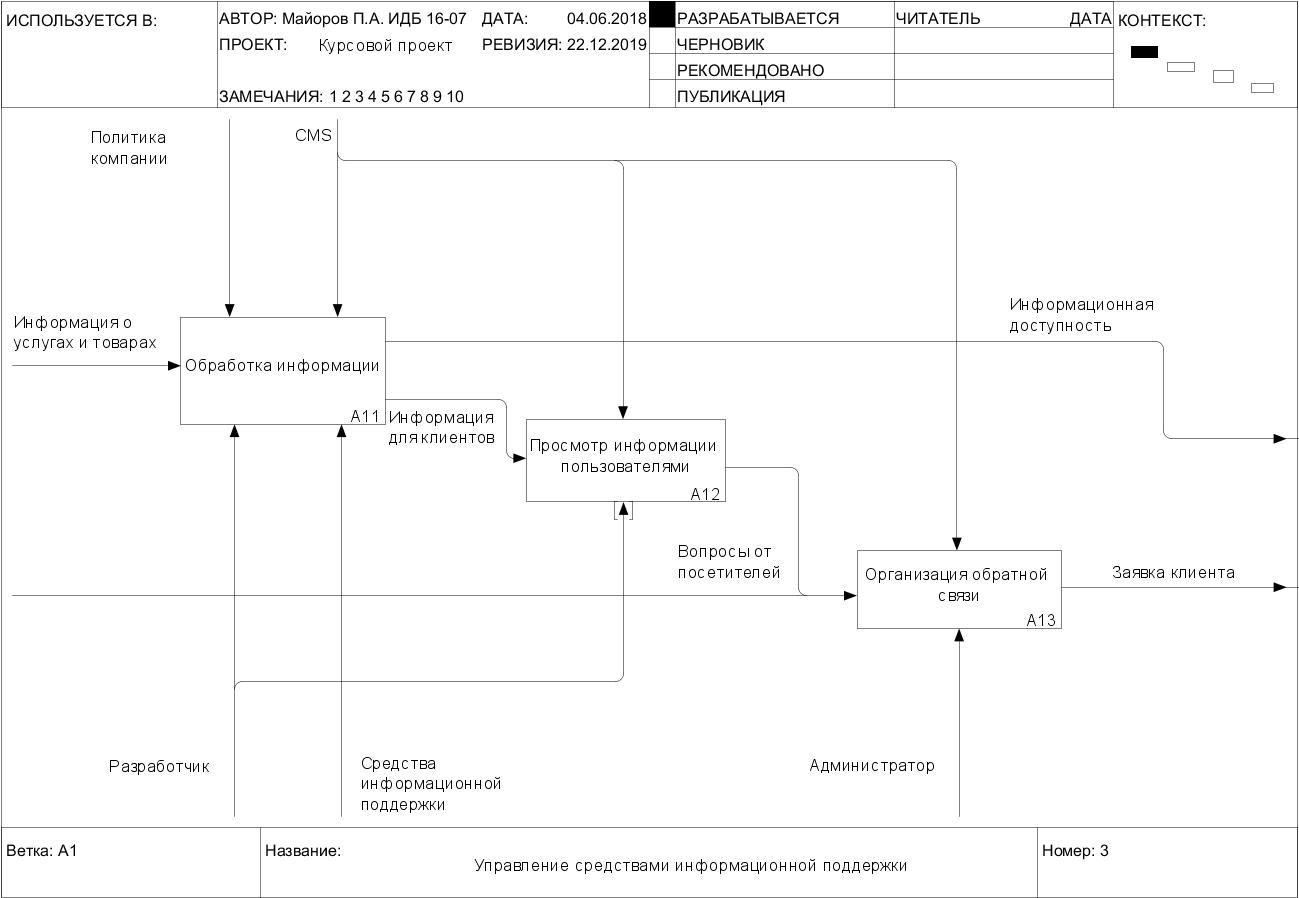 ИСПОЛЬЗУЕТСЯ В:
АВТОР: Майоров П.А. ИДБ 16-07
ДАТА: 04.06.2018
ПРОЕКТ: Курсовой проект
РЕВИЗИЯ: 22.12.2019
ЗАМЕЧАНИЯ: 1 2 3 4 5 6 7 8 9 10
РАЗРАБАТЫВАЕТСЯ
ЧЕРНОВИК
РЕКОМЕНДОВАНО
ПУБЛИКАЦИЯ
ЧИТАТЕЛЬ
ДАТА
КОНТЕКСТ:
Политика
компании
CMS
Информация о
услугах и товарах
Обработка информации
A11
Информационная
доступность
Информация
для клиентов
Просмотр информации
пользователями
A12
Вопросы от
посетителей
Организация обратной
связи
A13
Заявка клиента
Разработчик
Средства
информационной
поддержки
Администратор
Ветка: A1
Название:
Управление средствами информационной поддержки
Номер: 3